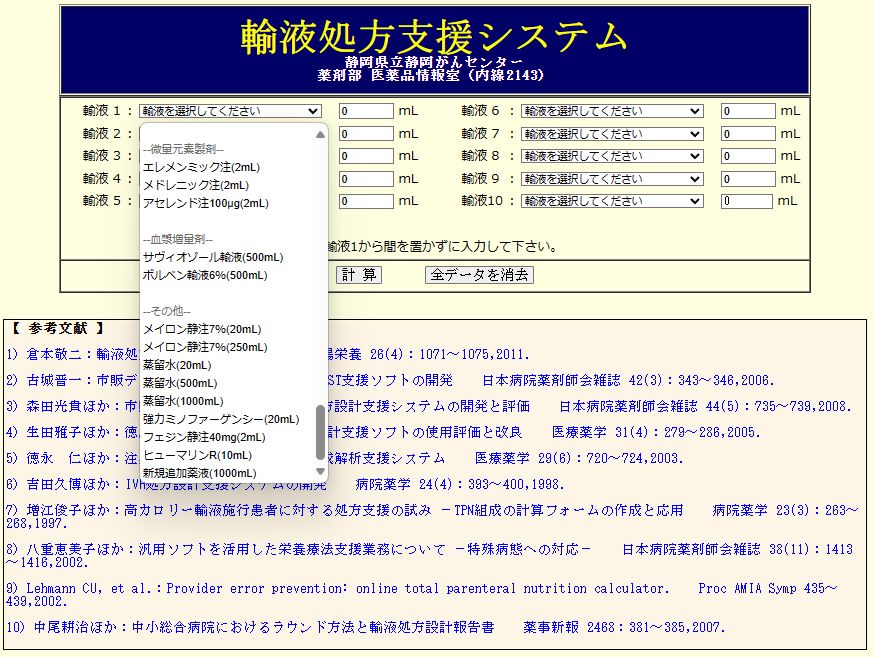 輸液処方支援システム
静岡県立静岡がんセンター
薬剤部 医薬品情報室 (内線2143)
輸液 1 : 輸液を選択してください 0 mL 輸液 6 : 輸液を選択してください 0 mL
輸液 2 : 0 mL 輸液 7 : 輸液を選択してください 0 mL
輸液 3 : 0 mL 輸液 8 : 輸液を選択してください 0 mL
輸液 4 : 0 mL 輸液 9 : 輸液を選択してください 0 mL
輸液 5 : 0 mL 輸液10 : 輸液を選択してください 0 mL
--微量元素製剤--
エレメンミック注(2mL)
メドレニック注(2mL)
アセレンド注100μg(2mL)
--血漿増量剤--
サヴィオゾール輸液(500mL)
ボルベン輸液6%(500mL)
--その他--
メイロン静注7%(20mL)
メイロン静注7%(250mL)
蒸留水(20mL)
蒸留水(500mL)
蒸留水(1000mL)
強力ミノファーゲンシー(20mL)
フェジン静注40mg(2mL)
ヒューマリンR(10mL)
新規追加薬液(1000mL)
輸液1から間を置かずに入力して下さい。
計 算 全データを消去
【 参考文献 】
1) 倉本敬二：輸液処 腸栄養 26(4)：1071～1075,2011.
2) 古城晋一：市販デ ST支援ソフトの開発 日本病院薬剤師会雑誌 42(3)：343～346,2006.
3) 森田光貴ほか：市 方設計支援システムの開発と評価 日本病院薬剤師会雑誌 44(5)：735～739,2008.
4) 生田雅子ほか：徳 計支援ソフトの使用評価と改良 医療薬学 31(4)：279～286,2005.
5) 徳永 仁ほか：注 成解析支援システム 医療薬学 29(6)：720～724,2003.
6) 吉田久博ほか：IVH処方設計支援システムの開発 病院薬学 24(4)：393～400,1998.
7) 増江俊子ほか：高カロリー輸液施行患者に対する処方支援の試み －TPN組成の計算フォームの作成と応用 病院薬学 23(3)：263～
268,1997.
8) 八重恵美子ほか：汎用ソフトを活用した栄養療法支援業務について －特殊病態への対応－ 日本病院薬剤師会雑誌 38(11)：1413
～1416,2002.
9) Lehmann CU, et al.：Provider error prevention: online total parenteral nutrition calculator. Proc AMIA Symp 435～
439,2002.
10) 中尾耕治ほか：中小総合病院におけるラウンド方法と輸液処方設計報告書 薬事新報 2468：381～385,2007.